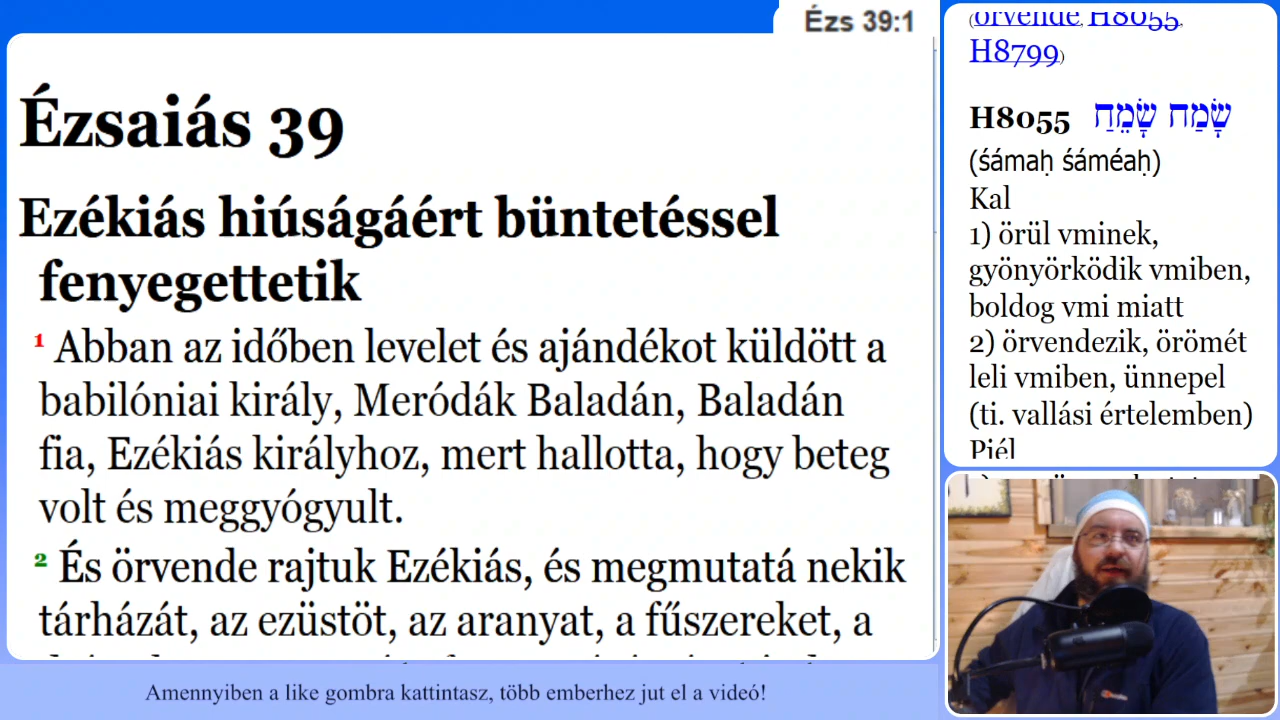 Ézs 39:1
Ézsaiás 39
Ezékiás hiúságáért büntetéssel
fenyegettetik
1 Abban az időben levelet és ajándékot küldött a
babilóniai király, Meródák Baladán, Baladán
fia, Ezékiás királyhoz, mert hallotta, hogy beteg
volt és meggyógyult.
2 És örvende rajtuk Ezékiás, és megmutatá nekik
tárházát, az ezüstöt, az aranyat, a fűszereket, a
(örvende, H8055,
H8799)
H8055 שָׂמַח שָׂמֵחַ
(śámaḥ śáméaḥ)
Kal
1) örül vminek,
gyönyörködik vmiben,
boldog vmi miatt
2) örvendezik, örömét
leli vmiben, ünnepel
(ti. vallási értelemben)
Piél
Amennyiben a like gombra kattintasz, több emberhez jut el a videó!